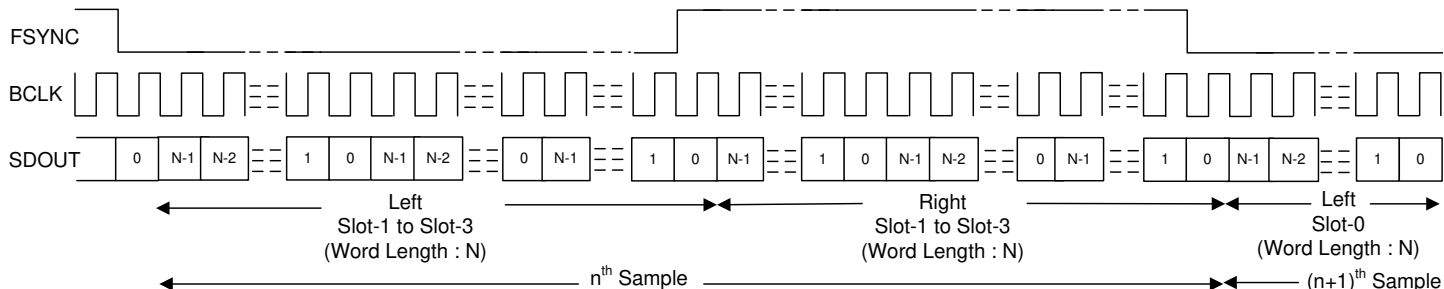 FSYNC
BCLK
SDOUT 0 N-1 N-2 1 0 N-1 N-2 0 N-1 1 0 N-1 1 0 N-1 N-2 0 N-1 1 0 N-1 N-2 1 0
Left Right Left
Slot-1 to Slot-3 Slot-1 to Slot-3 Slot-0
(Word Length : N) (Word Length : N) (Word Length : N)
nth Sample (n+1)th Sample